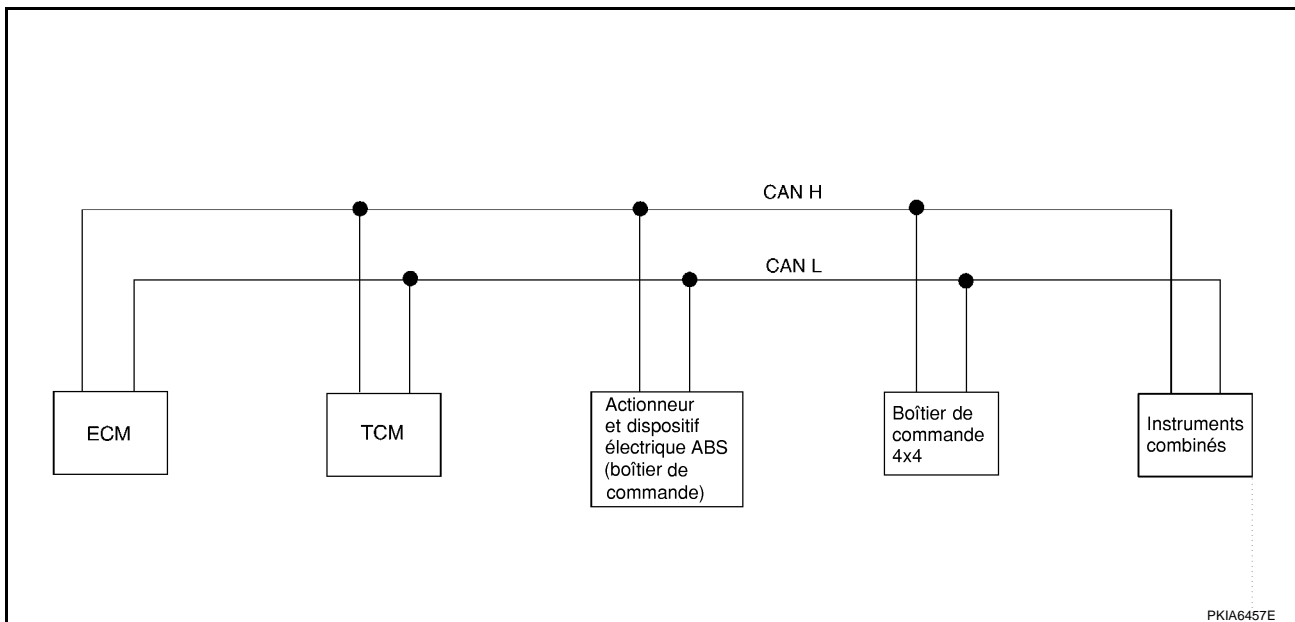 CAN H
CAN L
ECM
TCM
Actionneur
et dispositif
électrique ABS
(boîtier de
commande)
Boîtier de
commande
4x4
Instruments
combinés
PKIA6457E